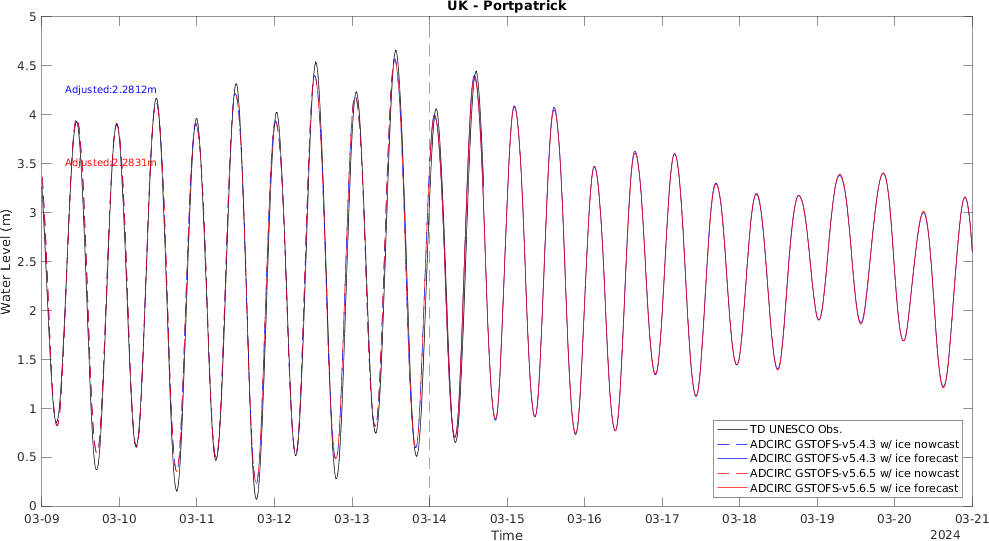 UK - Portpatrick
5
4.5
4
3.5
3
2.5
2
1.5
1
0.5
0
Water Level (m)
Adjusted:2.2812m
Adjusted:2.2831m
TD UNESCO Obs.
ADCIRC GSTOFS-v5.4.3 w/ ice nowcast
ADCIRC GSTOFS-v5.4.3 w/ ice forecast
ADCIRC GSTOFS-v5.6.5 w/ ice nowcast
ADCIRC GSTOFS-v5.6.5 w/ ice forecast
03-09 03-10 03-11 03-12 03-13 03-14 03-15 03-16 03-17 03-18 03-19 03-20 03-21
Time 2024